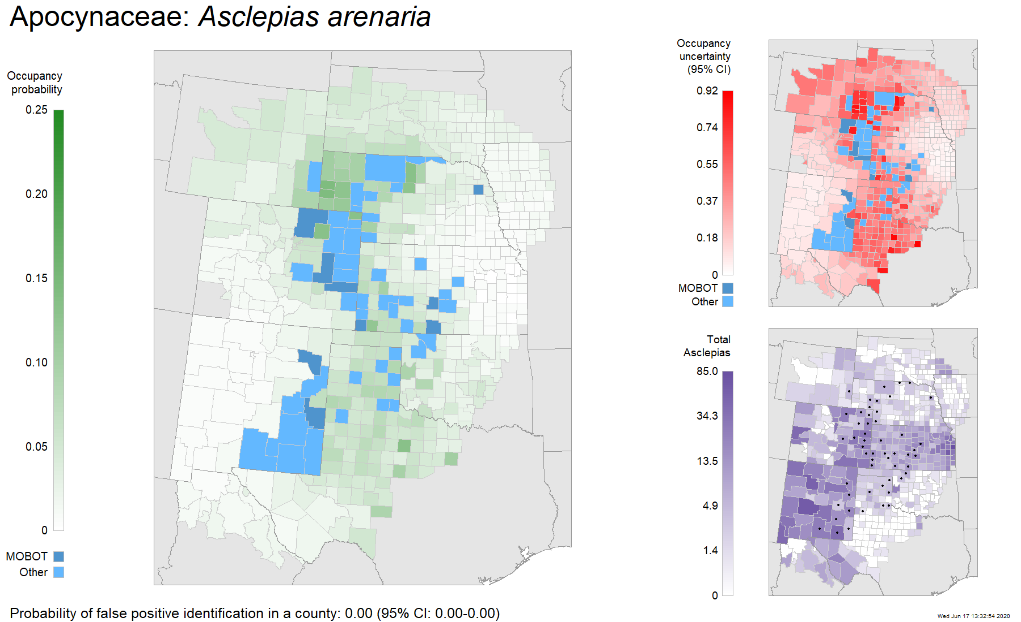 Apocynaceae: Asclepias arenaria
Occupancy
probability
0.25
0.20
0.15
0.10
0.05
0
MOBOT
Other
Occupancy
uncertainty
(95% CI)
0.92
0.74
0.55
0.37
0.18
0
MOBOT
Other
Total
Asclepias
85.0
34.3
13.5
4.9
1.4
0
Probability of false positive identification in a county: 0.00 (95% CI: 0.00-0.00)
Wed Jun 17 13:32:54 2020